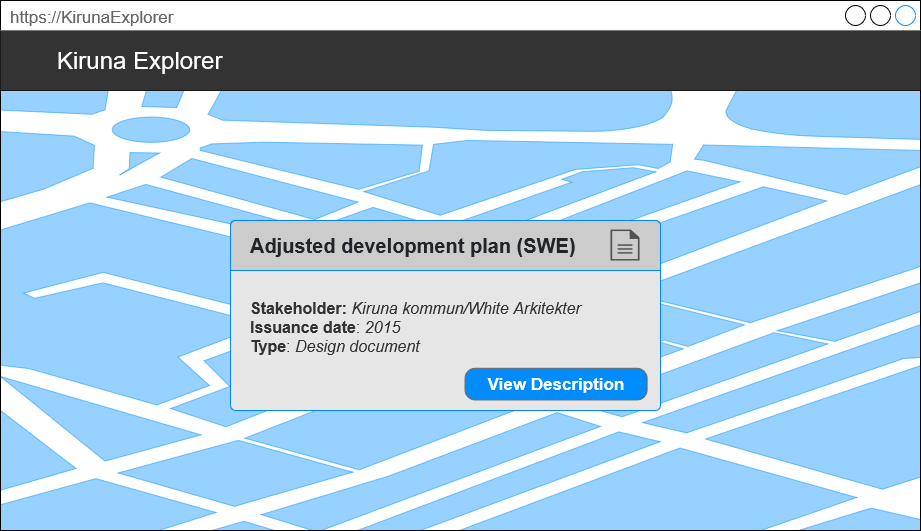 https://KirunaExplorer
Kiruna Explorer
Adjusted development plan (SWE)
Stakeholder: Kiruna kommun/White Arkitekter
Issuance date: 2015
Type: Design document
View Description